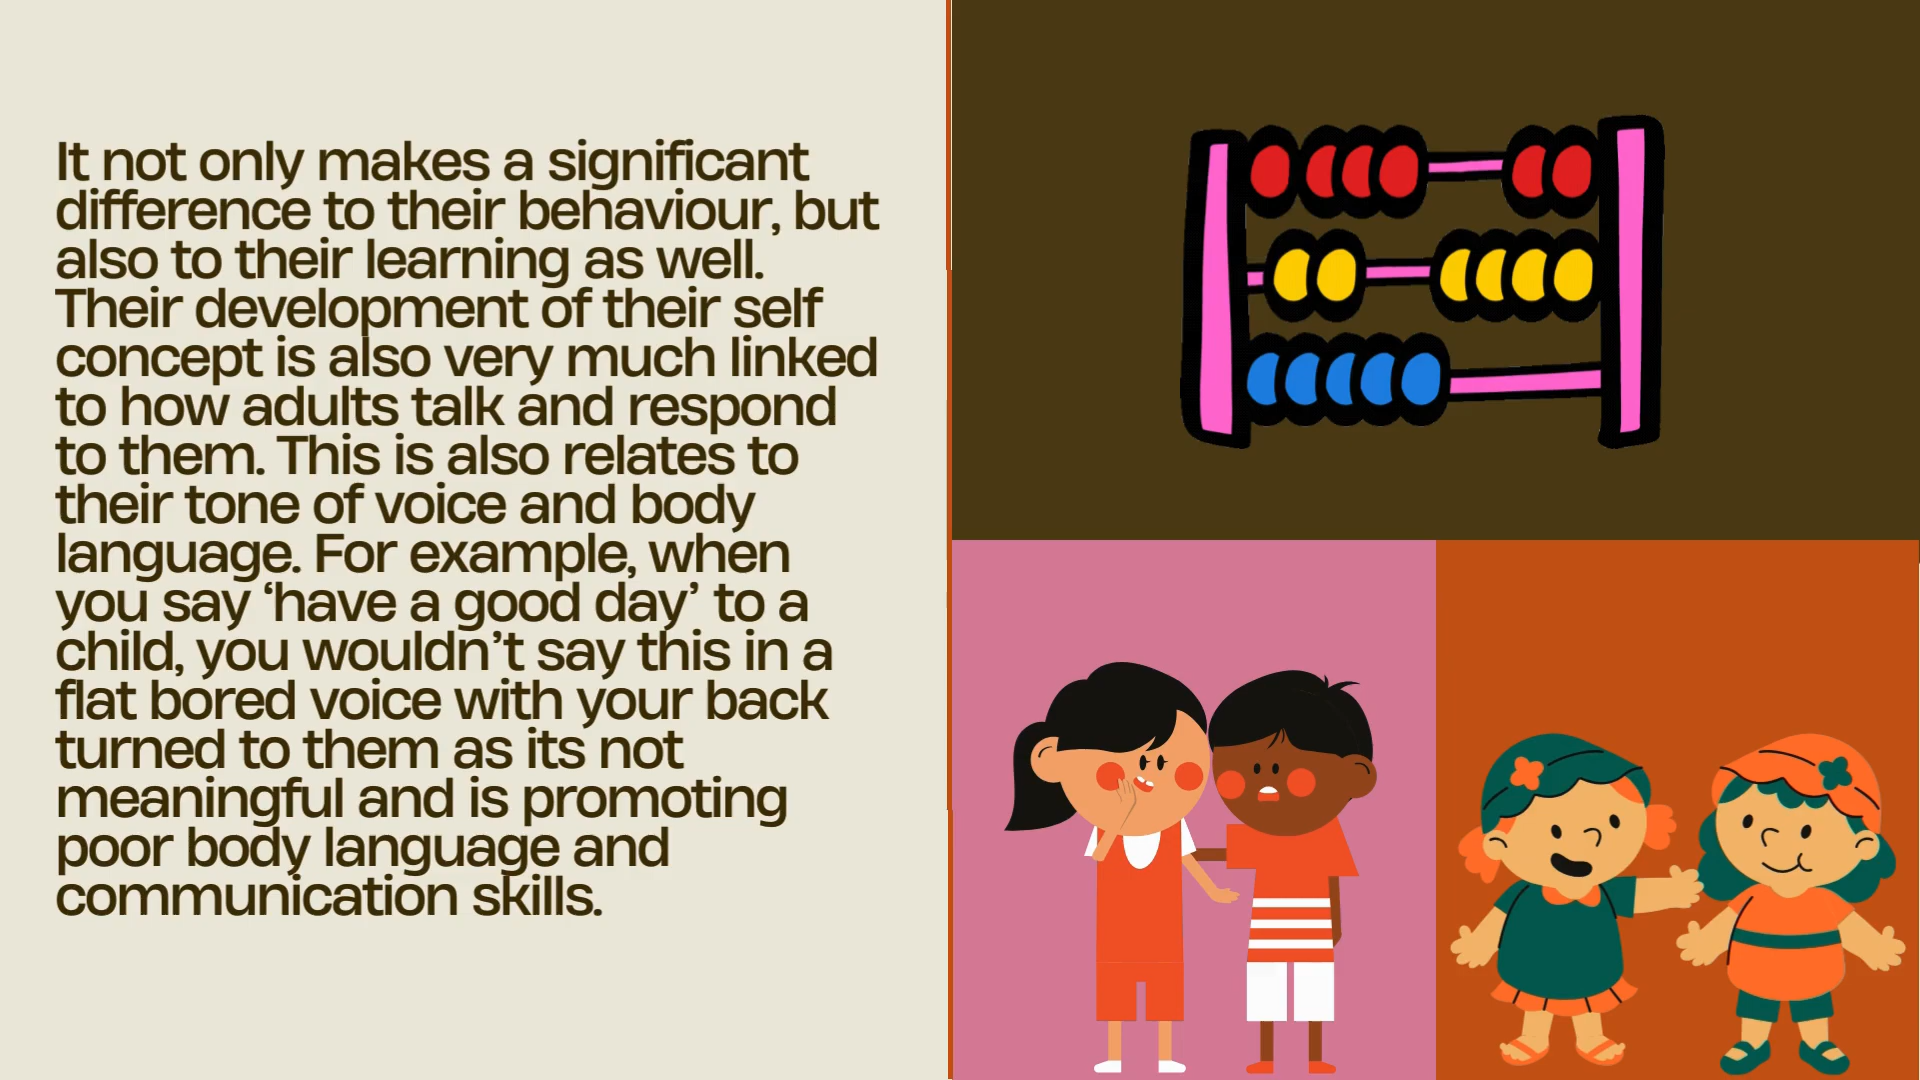 It not only makes a significant
difference to their behaviour, but
also to their learning as well.
Their development of their self
concept is also very much linked
to how adults talk and respond
to them. This is also relates to
their tone of voice and body
language. For example, when
you say ‘have a good day’ to a
child, you wouldn’t say this in a
flat bored voice with your back
turned to them as its not
meaningful and is promoting
poor body language and
communication skills.